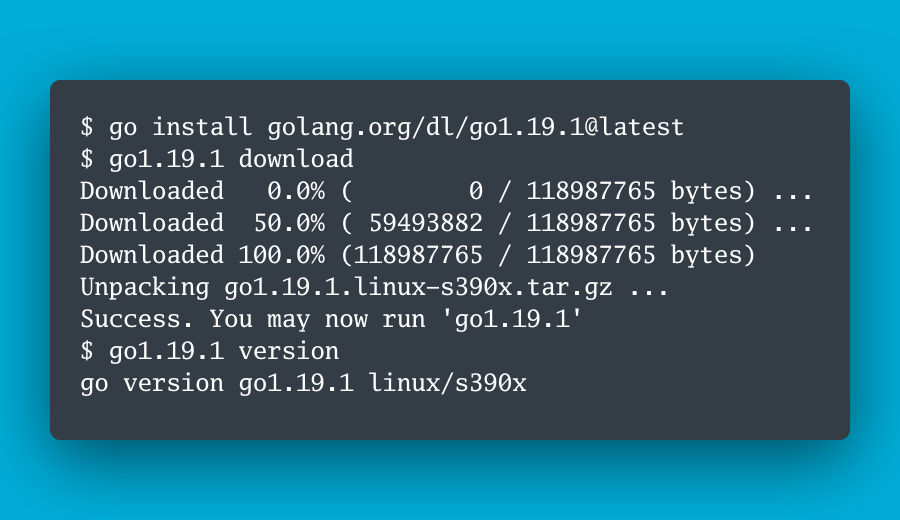 $ go install golang.org/dl/go1.19.1@latest
$ go1.19.1 download
Downloaded   0.0% (        0 / 118987765 bytes) ...
Downloaded  50.0% ( 59493882 / 118987765 bytes) ...
Downloaded 100.0% (118987765 / 118987765 bytes)
Unpacking go1.19.1.linux-s390x.tar.gz ...
Success. You may now run 'go1.19.1'
$ go1.19.1 version
go version go1.19.1 linux/s390x